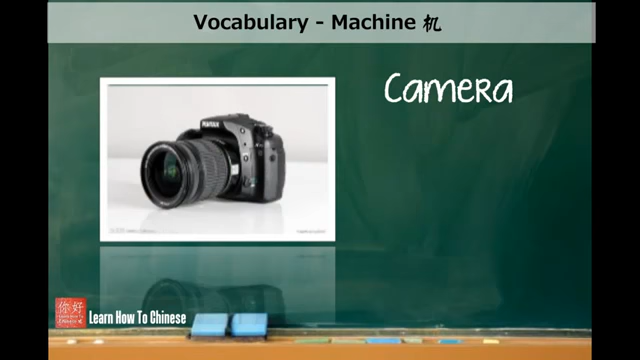 Vocabulary - Machine 机
Camera
PENTAX
你好
Learn How To Chinese